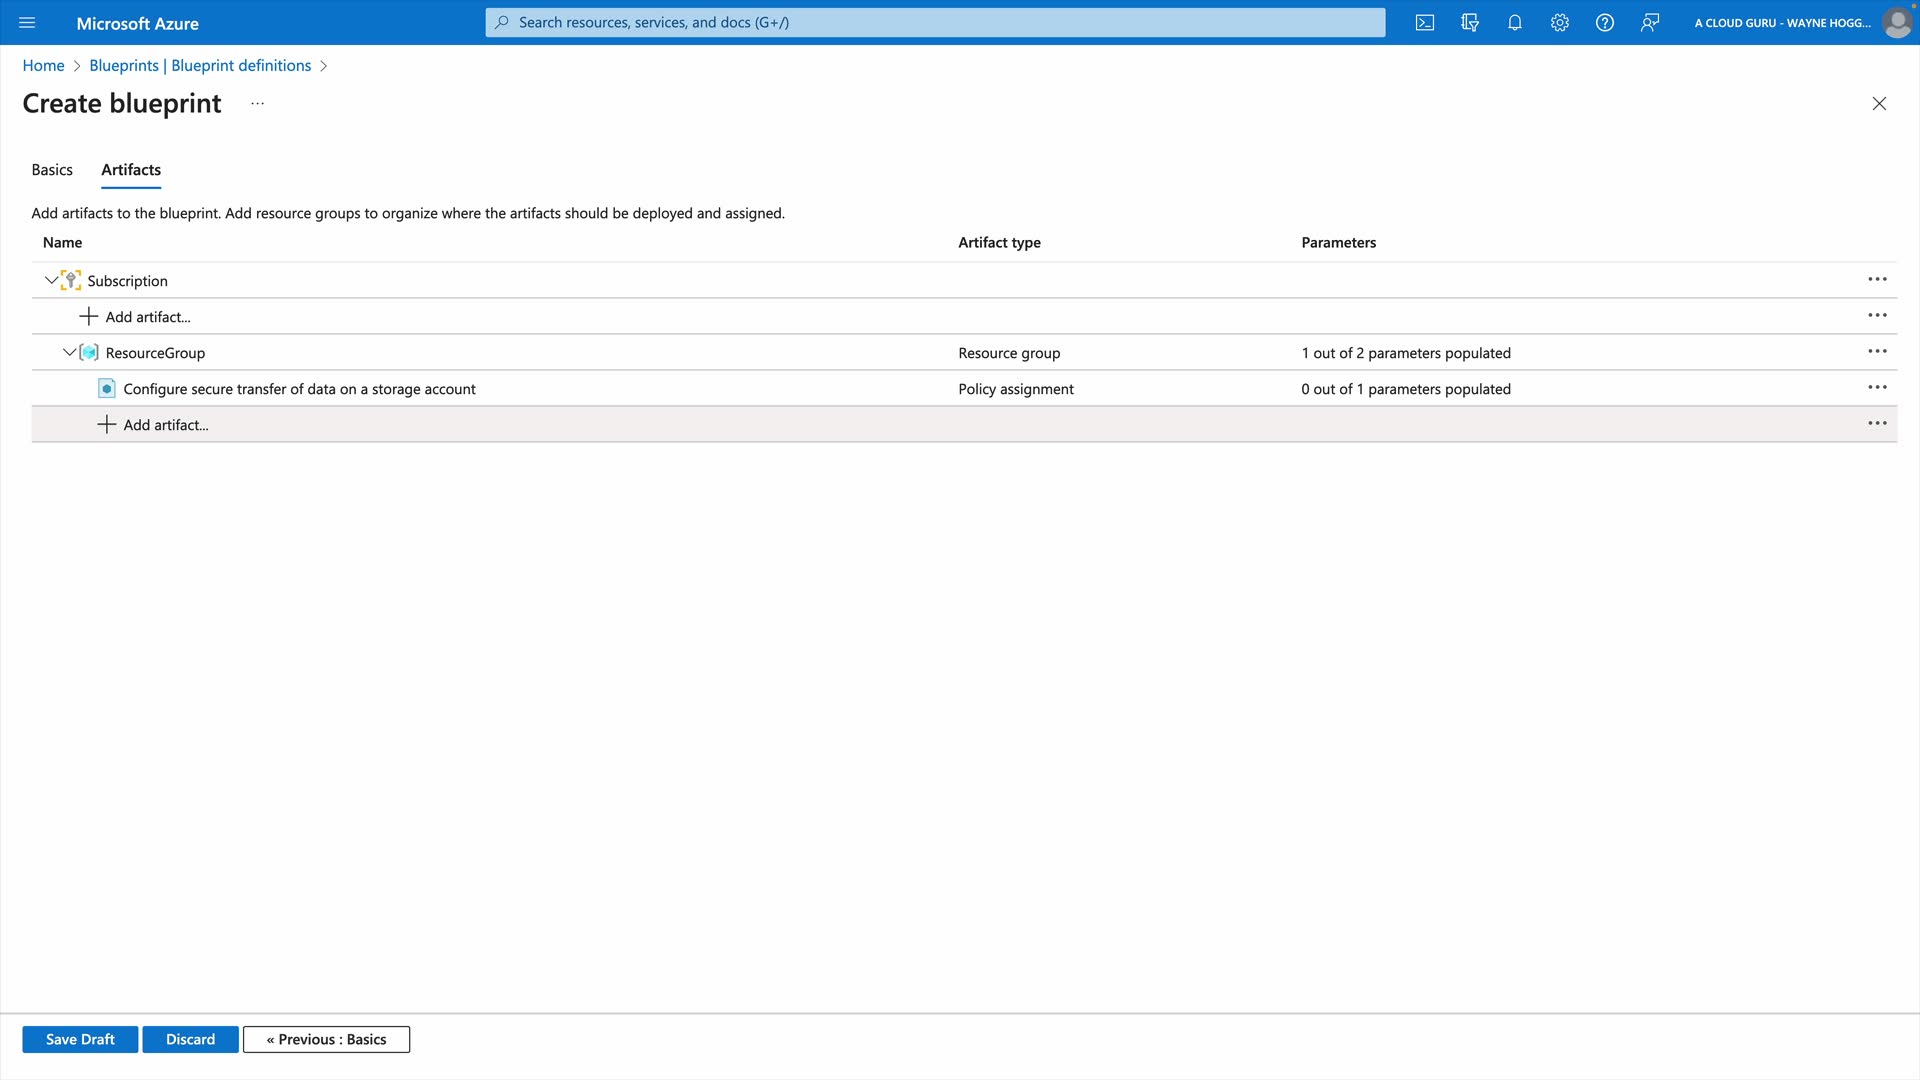 Microsoft Azure
Search resources, services, and docs (G+/)
A CLOUD GURU - WAYNE HOGG...
Home > Blueprints | Blueprint definitions >
Create blueprint ...
Basics Artifacts
Add artifacts to the blueprint. Add resource groups to organize where the artifacts should be deployed and assigned.
Name Artifact type Parameters
Subscription
Add artifact...
ResourceGroup Resource group 1 out of 2 parameters populated
Configure secure transfer of data on a storage account Policy assignment 0 out of 1 parameters populated
Add artifact...
Save Draft Discard « Previous : Basics